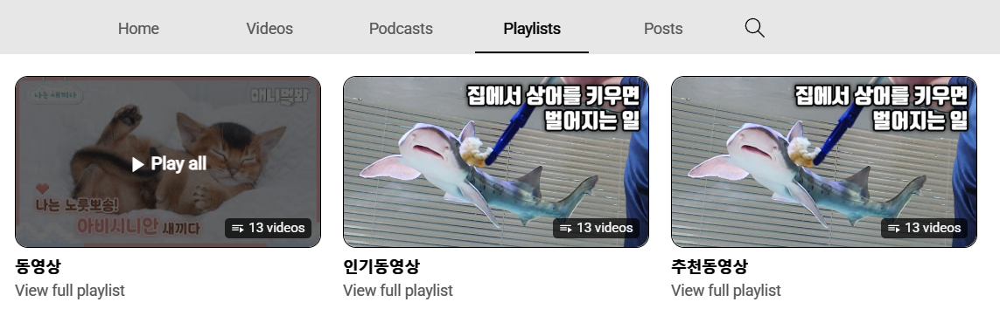 Home
Videos
Podcasts
Playlists
Posts
나는 새끼다
애니멀봐
Play all
나는 노룻뽀송!
아비시니안 새끼다
13 videos
동영상
View full playlist
집에서 상어를 키우면
벌어지는 일
13 videos
인기동영상
View full playlist
집에서 상어를 키우면
벌어지는 일
13 videos
추천동영상
View full playlist